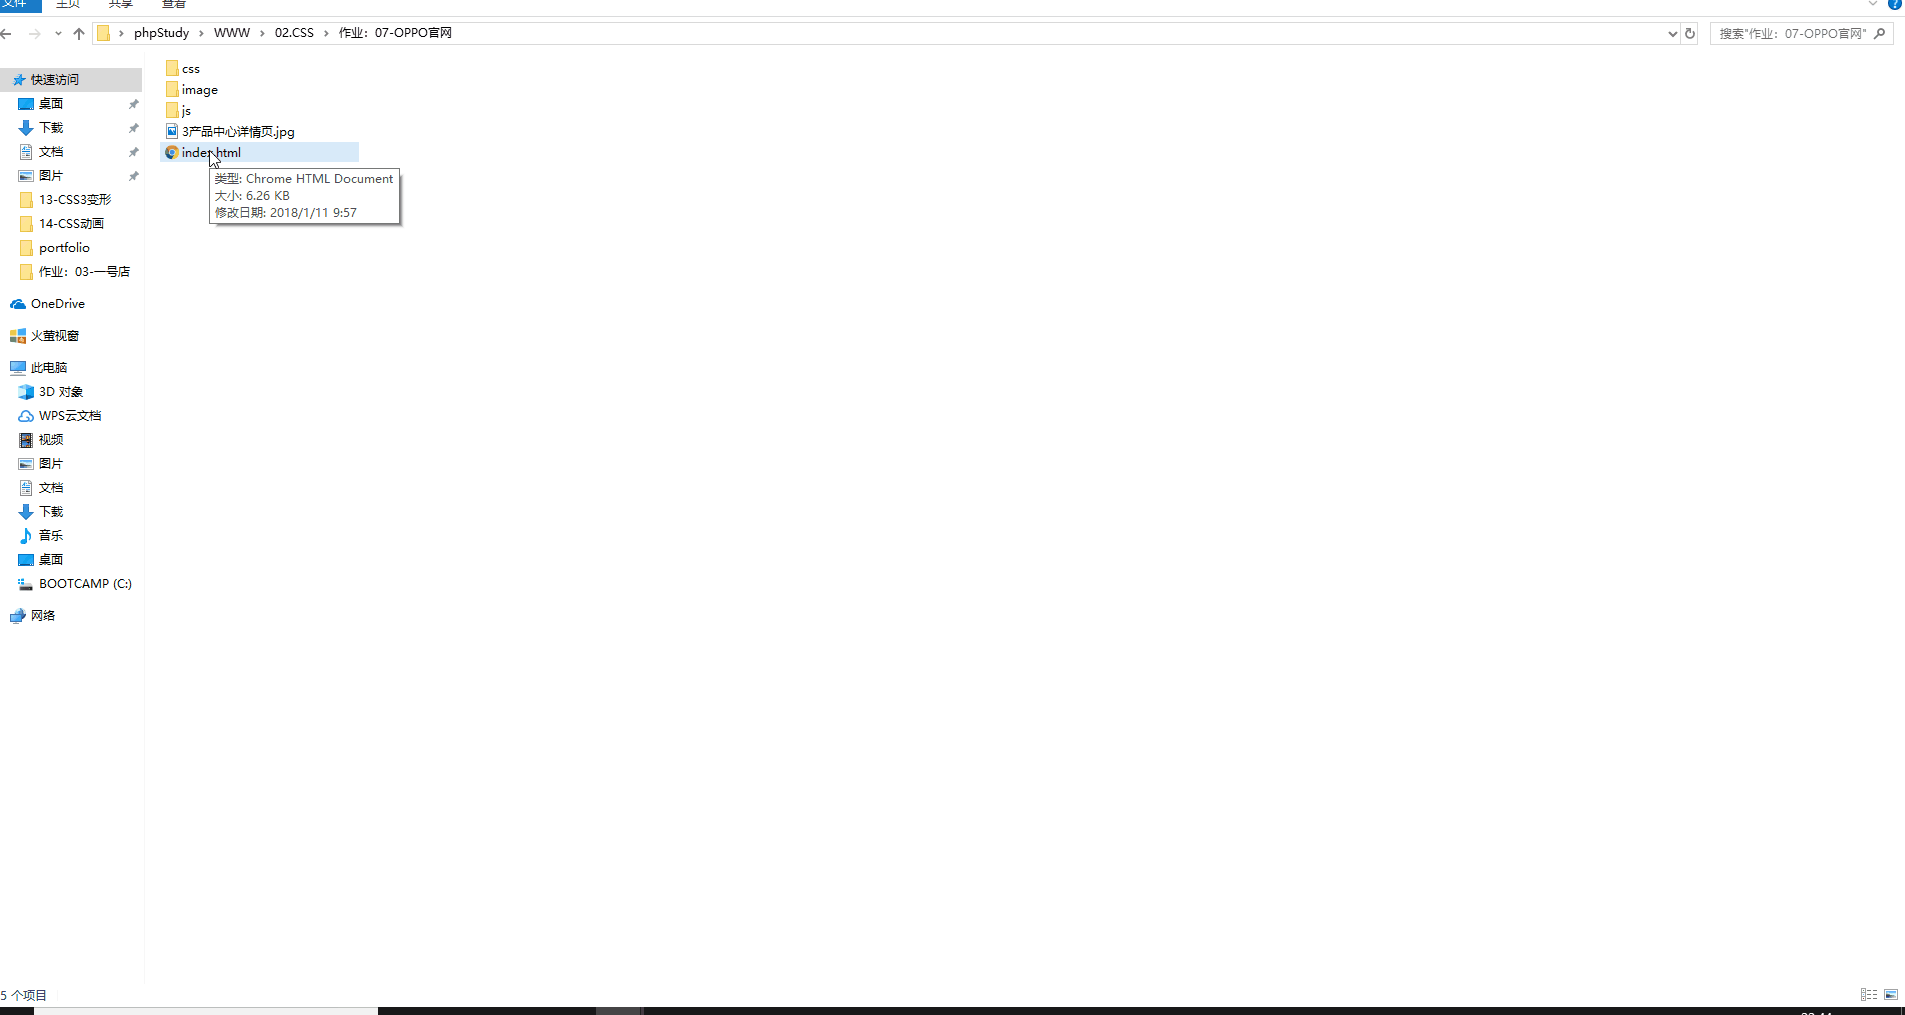 文件 主页 共享 查看
phpStudy › WWW › 02.CSS › 作业：07-OPPO官网
搜索"作业：07-OPPO官网"
快速访问
桌面
下载
文档
图片
13-CSS3变形
14-CSS动画
portfolio
作业：03-一号店
OneDrive
火萤视窗
此电脑
3D 对象
WPS云文档
视频
图片
文档
下载
音乐
桌面
BOOTCAMP (C:)
网络
css
image
js
3产品中心详情页.jpg
index.html
类型: Chrome HTML Document
大小: 6.26 KB
修改日期: 2018/1/11 9:57
5 个项目